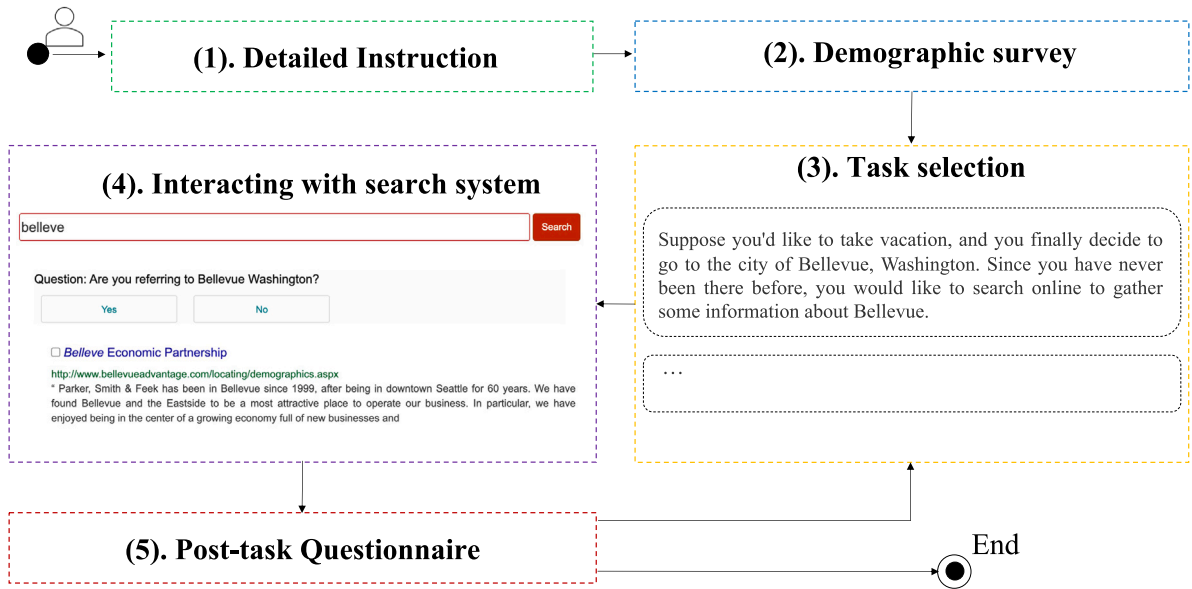 (1). Detailed Instruction
(2). Demographic survey
(3). Task selection
Suppose you'd like to take vacation, and you finally decide to
go to the city of Bellevue, Washington. Since you have never
been there before, you would like to search online to gather
some information about Bellevue.
...
(4). Interacting with search system
belleve
Search
Question: Are you referring to Bellevue Washington?
Yes
No
Belleve Economic Partnership
http://www.bellevueadvantage.com/locating/demographics.aspx
" Parker, Smith & Feek has been in Bellevue since 1999, after being in downtown Seattle for 60 years. We have
found Bellevue and the Eastside to be a most attractive place to operate our business. In particular, we have
enjoyed being in the center of a growing economy full of new businesses and
(5). Post-task Questionnaire
End